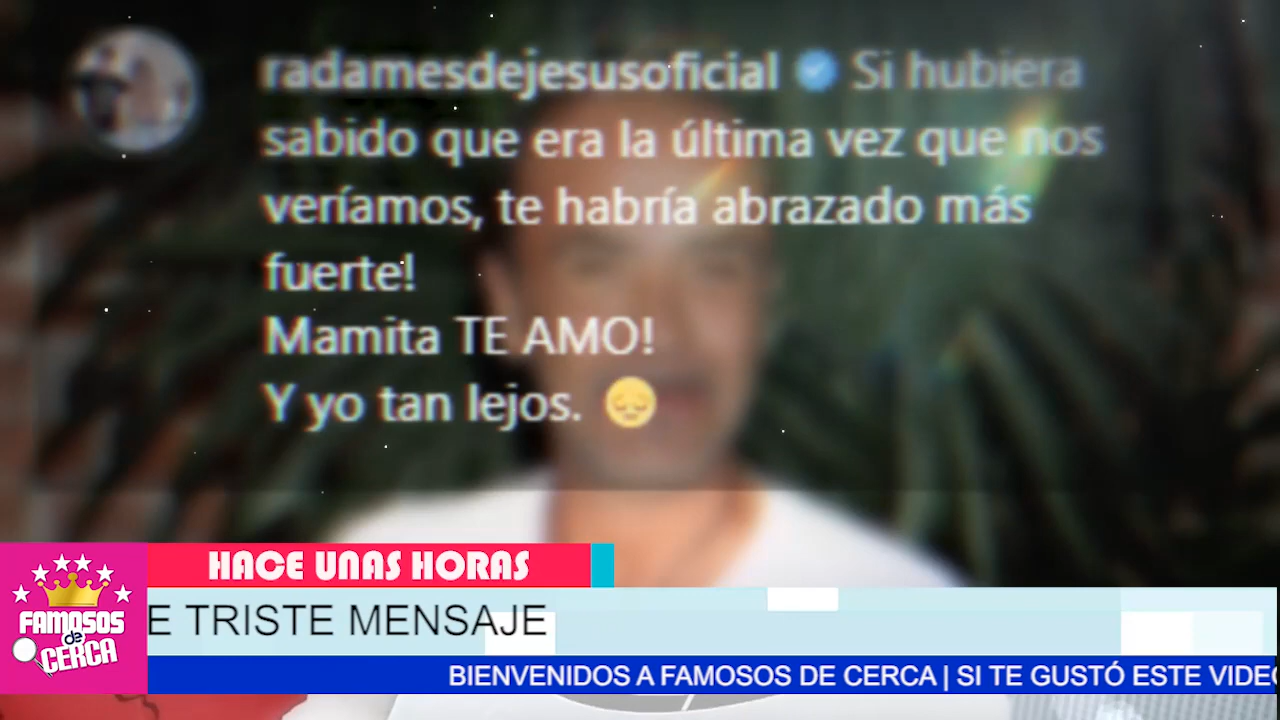 radamesdejesusoficial Si hubiera
sabido que era la última vez que nos
veríamos, te habría abrazado más
fuerte!
Mamita TE AMO!
Y yo tan lejos. 😔
HACE UNAS HORAS
E TRISTE MENSAJE
FAMOSOS
de
CERCA
BIENVENIDOS A FAMOSOS DE CERCA | SI TE GUSTÓ ESTE VIDEO